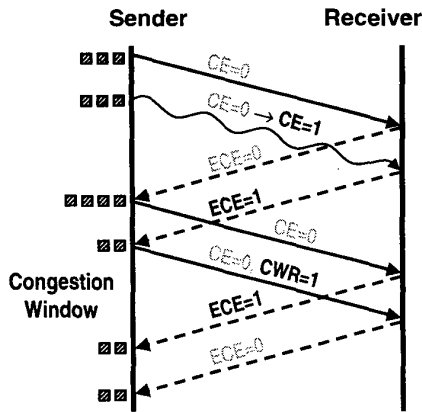 Sender
Receiver
CE=0
CE=0 → CE=1
ECE=0
ECE=1
CE=0
CE=0, CWR=1
Congestion
Window
ECE=1
ECE=0